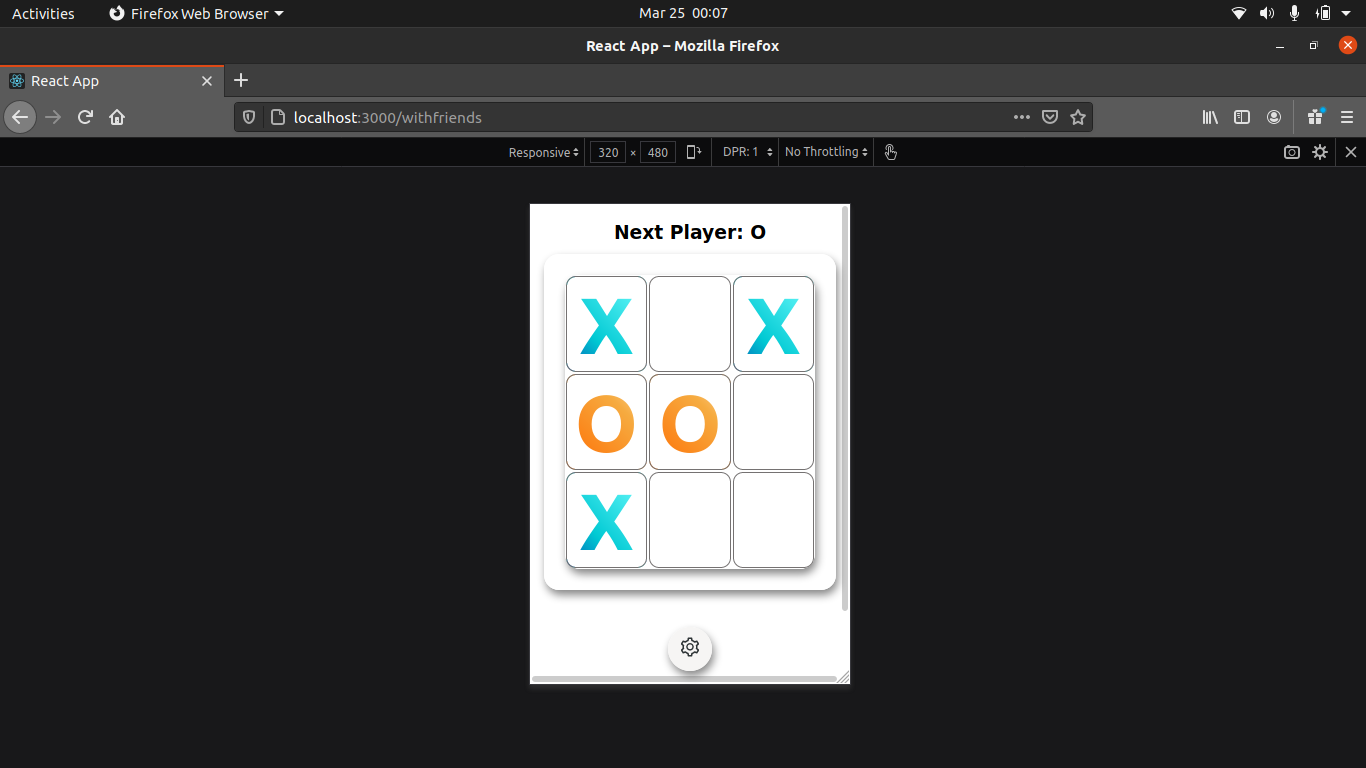 Activities Firefox Web Browser Mar 25 00:07
React App – Mozilla Firefox
React App
localhost:3000/withfriends
Responsive 320 × 480 DPR: 1 No Throttling
Next Player: O
X X
O O
X